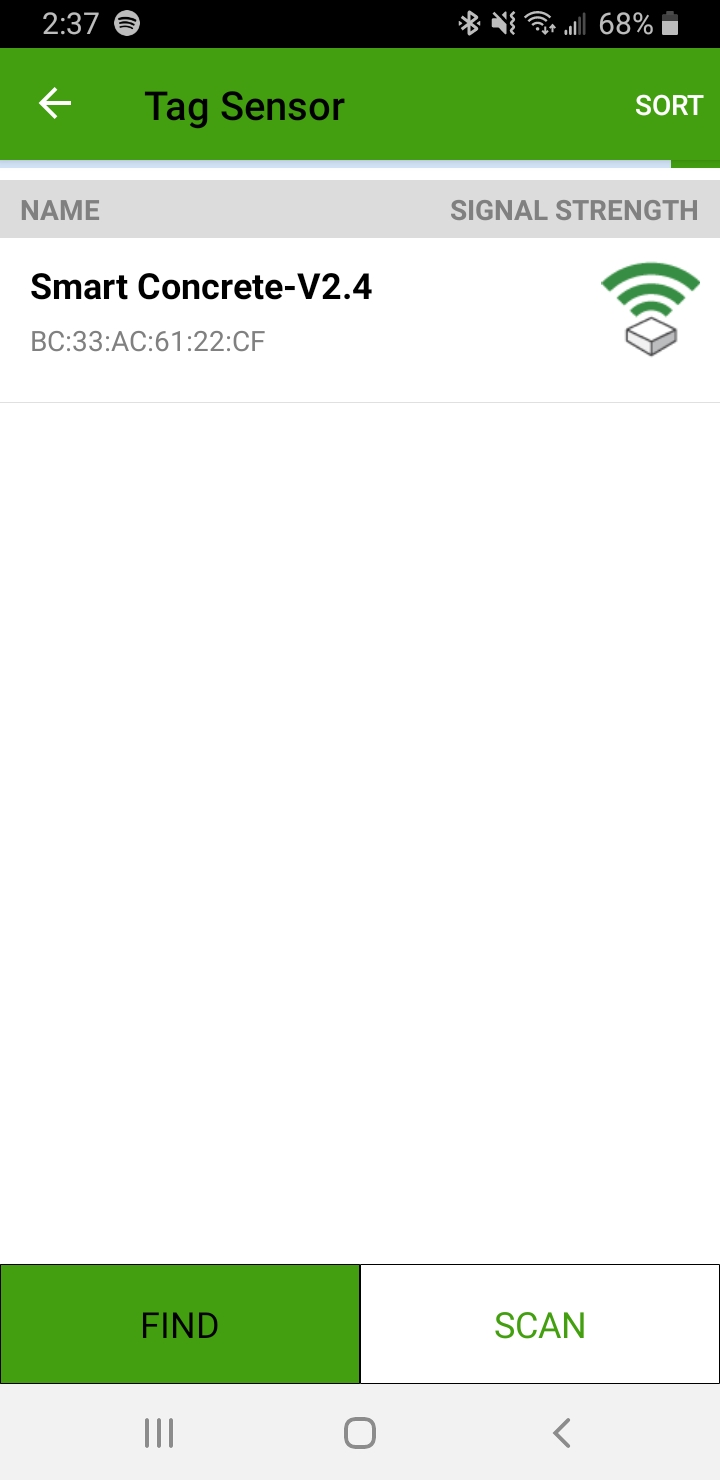 2:37 68%
Tag Sensor SORT
NAME SIGNAL STRENGTH
Smart Concrete-V2.4
BC:33:AC:61:22:CF
FIND SCAN